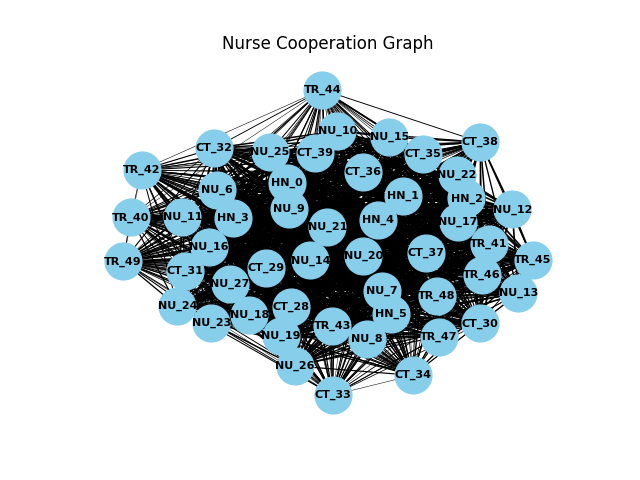 Nurse Cooperation Graph
TR_44
NU_10
NU_15
CT_38
CT_32
NU_25
CT_39
CT_35
TR_42
CT_36
NU_22
HN_0
NU_6
HN_1
HN_2
NU_9
NU_12
TR_40
NU_11
HN_3
HN_4
NU_17
NU_21
TR_41
NU_16
CT_37
NU_20
TR_49
NU_14
TR_45
CT_29
CT_31
TR_46
NU_27
NU_7
NU_13
TR_48
NU_24
CT_28
HN_5
NU_18
NU_23
CT_30
TR_43
NU_19
TR_47
NU_8
NU_26
CT_34
CT_33